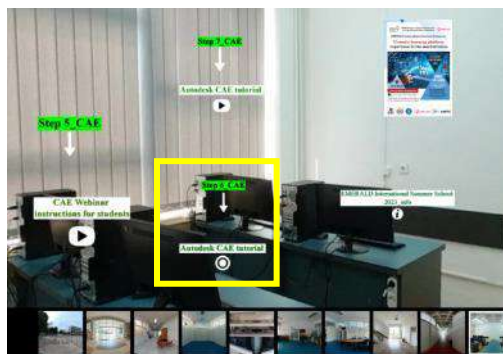 Step 7_CAE
Autodesk CAE tutorial
Step 5_CAE
CAE Webinar
instructions for students
Step 6_CAE
Autodesk CAE tutorial
EMERALD International Summer School
2023_info